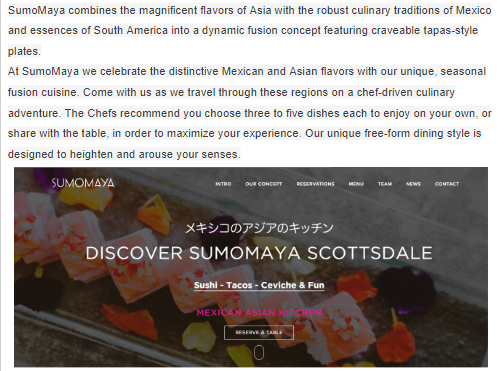 SumoMaya combines the magnificent flavors of Asia with the robust culinary traditions of Mexico
and essences of South America into a dynamic fusion concept featuring craveable tapas-style
plates.
At SumoMaya we celebrate the distinctive Mexican and Asian flavors with our unique, seasonal
fusion cuisine. Come with us as we travel through these regions on a chef-driven culinary
adventure. The Chefs recommend you choose three to five dishes each to enjoy on your own, or
share with the table, in order to maximize your experience. Our unique free-form dining style is
designed to heighten and arouse your senses.
SUMOMAYA INTRO OUR CONCEPT RESERVATIONS MENU TEAM NEWS CONTACT
メキシコのアジアのキッチン
DISCOVER SUMOMAYA SCOTTSDALE
Sushi - Tacos - Ceviche & Fun
MEXICAN ASIAN KITCHEN
RESERVE A TABLE